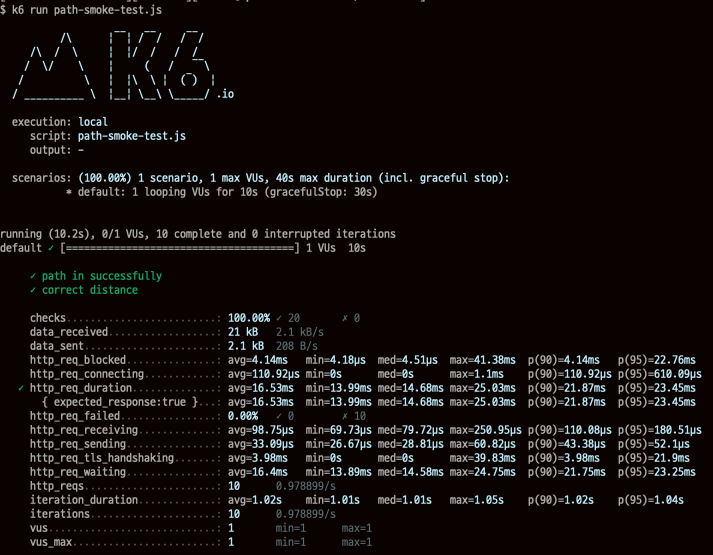 $ k6 run path-smoke-test.js
K6 .io
execution: local
script: path-smoke-test.js
output: -
scenarios: (100.00%) 1 scenario, 1 max VUs, 40s max duration (incl. graceful stop):
* default: 1 looping VUs for 10s (gracefulStop: 30s)
running (10.2s), 0/1 VUs, 10 complete and 0 interrupted iterations
default ✓ [======================================] 1 VUs  10s
✓ path in successfully
✓ correct distance
checks.........................: 100.00% ✓ 20       ✗ 0
data_received..................: 21 kB   2.1 kB/s
data_sent......................: 2.1 kB  208 B/s
http_req_blocked...............: avg=4.14ms   min=4.18µs  med=4.51µs  max=41.38ms  p(90)=4.14ms   p(95)=22.76ms
http_req_connecting............: avg=110.92µs min=0s      med=0s      max=1.1ms    p(90)=110.92µs p(95)=610.09µs
✓ http_req_duration..............: avg=16.53ms  min=13.99ms med=14.68ms max=25.03ms  p(90)=21.87ms  p(95)=23.45ms
{ expected_response:true }...: avg=16.53ms  min=13.99ms med=14.68ms max=25.03ms  p(90)=21.87ms  p(95)=23.45ms
http_req_failed................: 0.00%   ✓ 0        ✗ 10
http_req_receiving.............: avg=98.75µs  min=69.73µs med=79.72µs max=250.95µs p(90)=110.08µs p(95)=180.51µs
http_req_sending...............: avg=33.09µs  min=26.67µs med=28.81µs max=60.82µs  p(90)=43.38µs  p(95)=52.1µs
http_req_tls_handshaking.......: avg=3.98ms   min=0s      med=0s      max=39.83ms  p(90)=3.98ms   p(95)=21.9ms
http_req_waiting...............: avg=16.4ms   min=13.89ms med=14.58ms max=24.75ms  p(90)=21.75ms  p(95)=23.25ms
http_reqs......................: 10      0.978899/s
iteration_duration.............: avg=1.02s    min=1.01s   med=1.01s   max=1.05s    p(90)=1.02s    p(95)=1.04s
iterations.....................: 10      0.978899/s
vus............................: 1       min=1      max=1
vus_max........................: 1       min=1      max=1